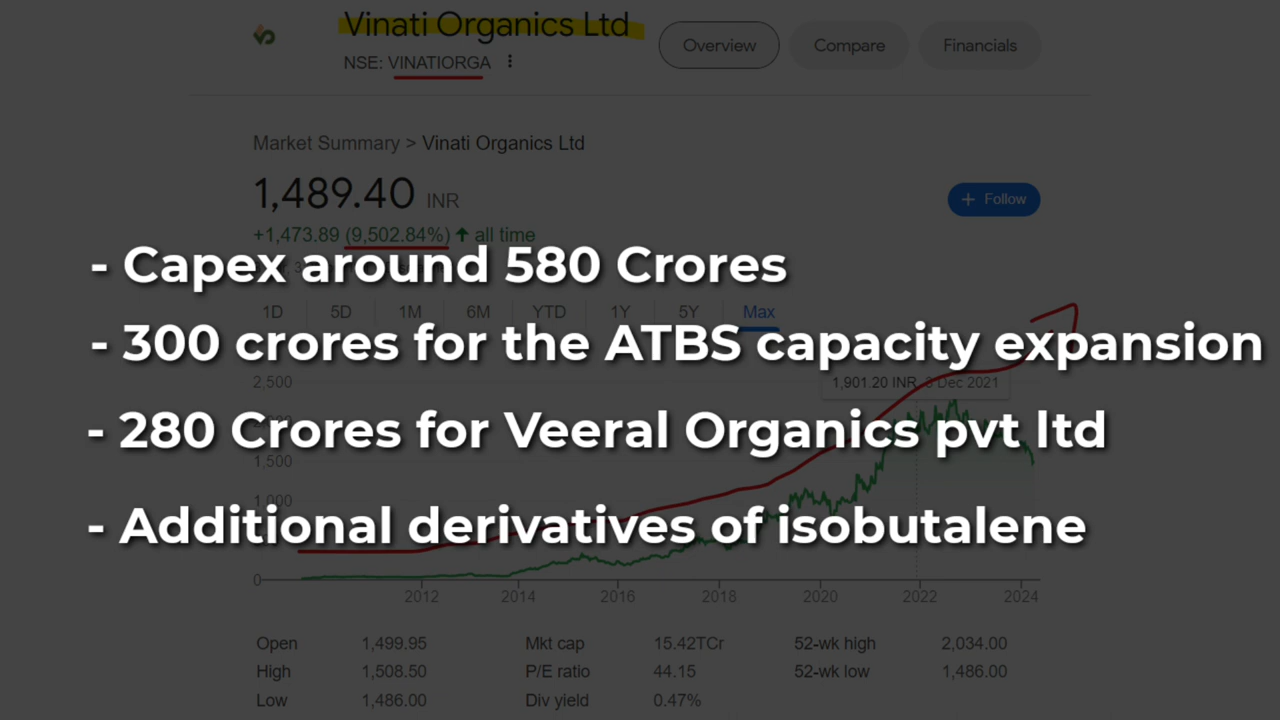 Vinati Organics Ltd
NSE: VINATIORGA
Overview
Compare
Financials
Market Summary > Vinati Organics Ltd
1,489.40 INR
+ Follow
+1,473.89 (9,502.84%) ↑ all time
- Capex around 580 Crores
1D 5D 1M 6M YTD 1Y 5Y Max
- 300 crores for the ATBS capacity expansion
2,500
1,901.20 INR 3 Dec 2021
- 280 Crores for Veeral Organics pvt ltd
1,500
1,000
- Additional derivatives of isobutalene
0
2012 2014 2016 2018 2020 2022 2024
Open 1,499.95 Mkt cap 15.42TCr 52-wk high 2,034.00
High 1,508.50 P/E ratio 44.15 52-wk low 1,486.00
Low 1,486.00 Div yield 0.47%